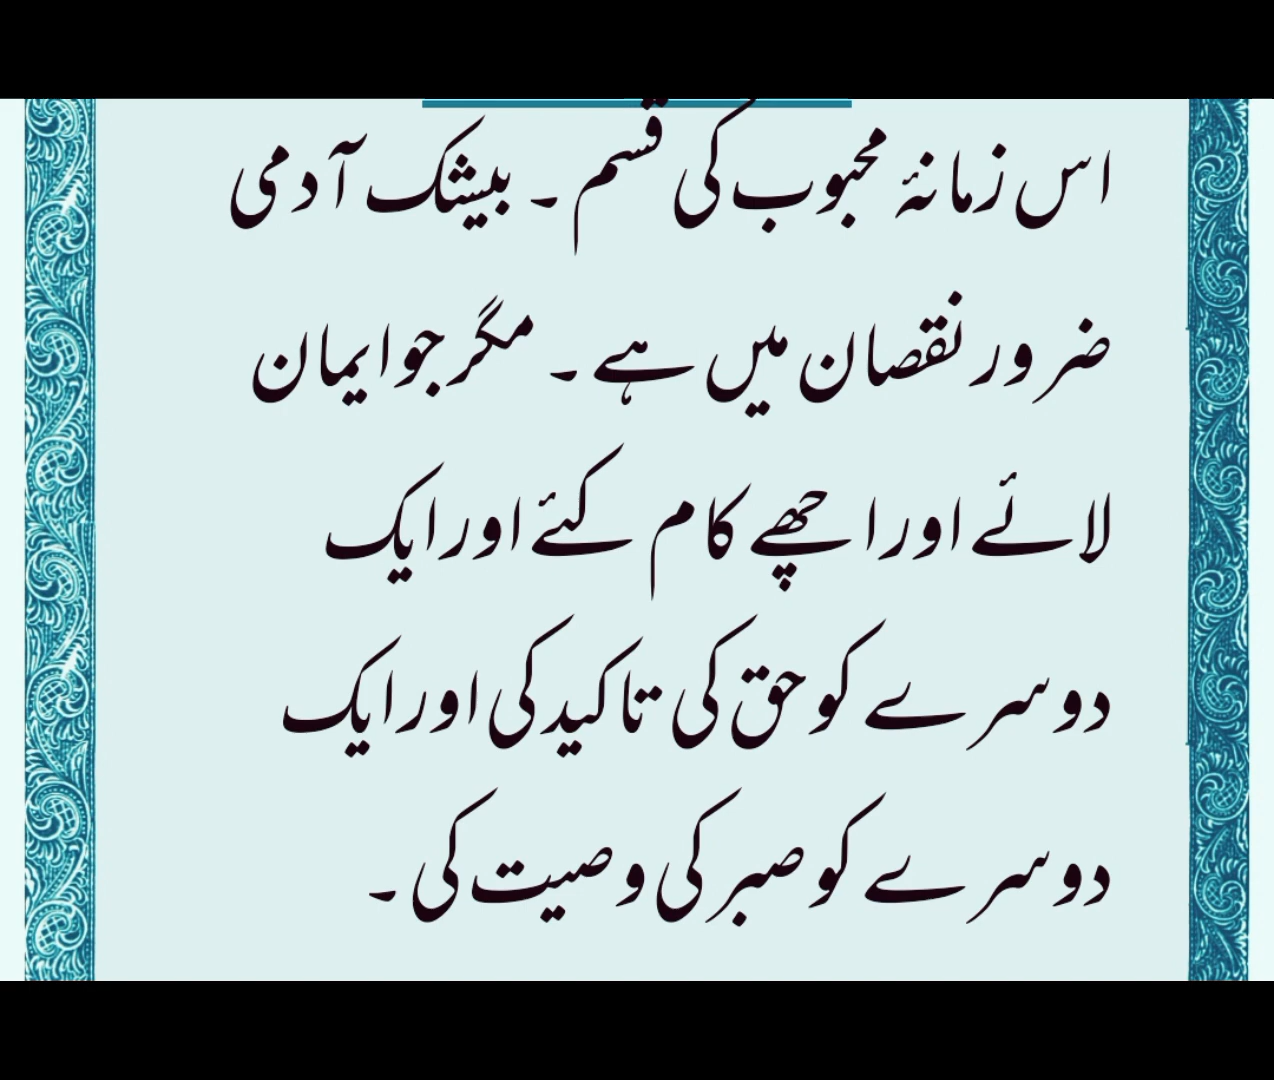 اس زمانۂ محبوب کی قسم ۔ بیشک آدمی
ضرور نقصان میں ہے ۔ مگر جو ایمان
لائے اور اچھے کام کئے اور ایک
دوسرے کو حق کی تاکید کی اور ایک
دوسرے کو صبر کی وصیت کی ۔